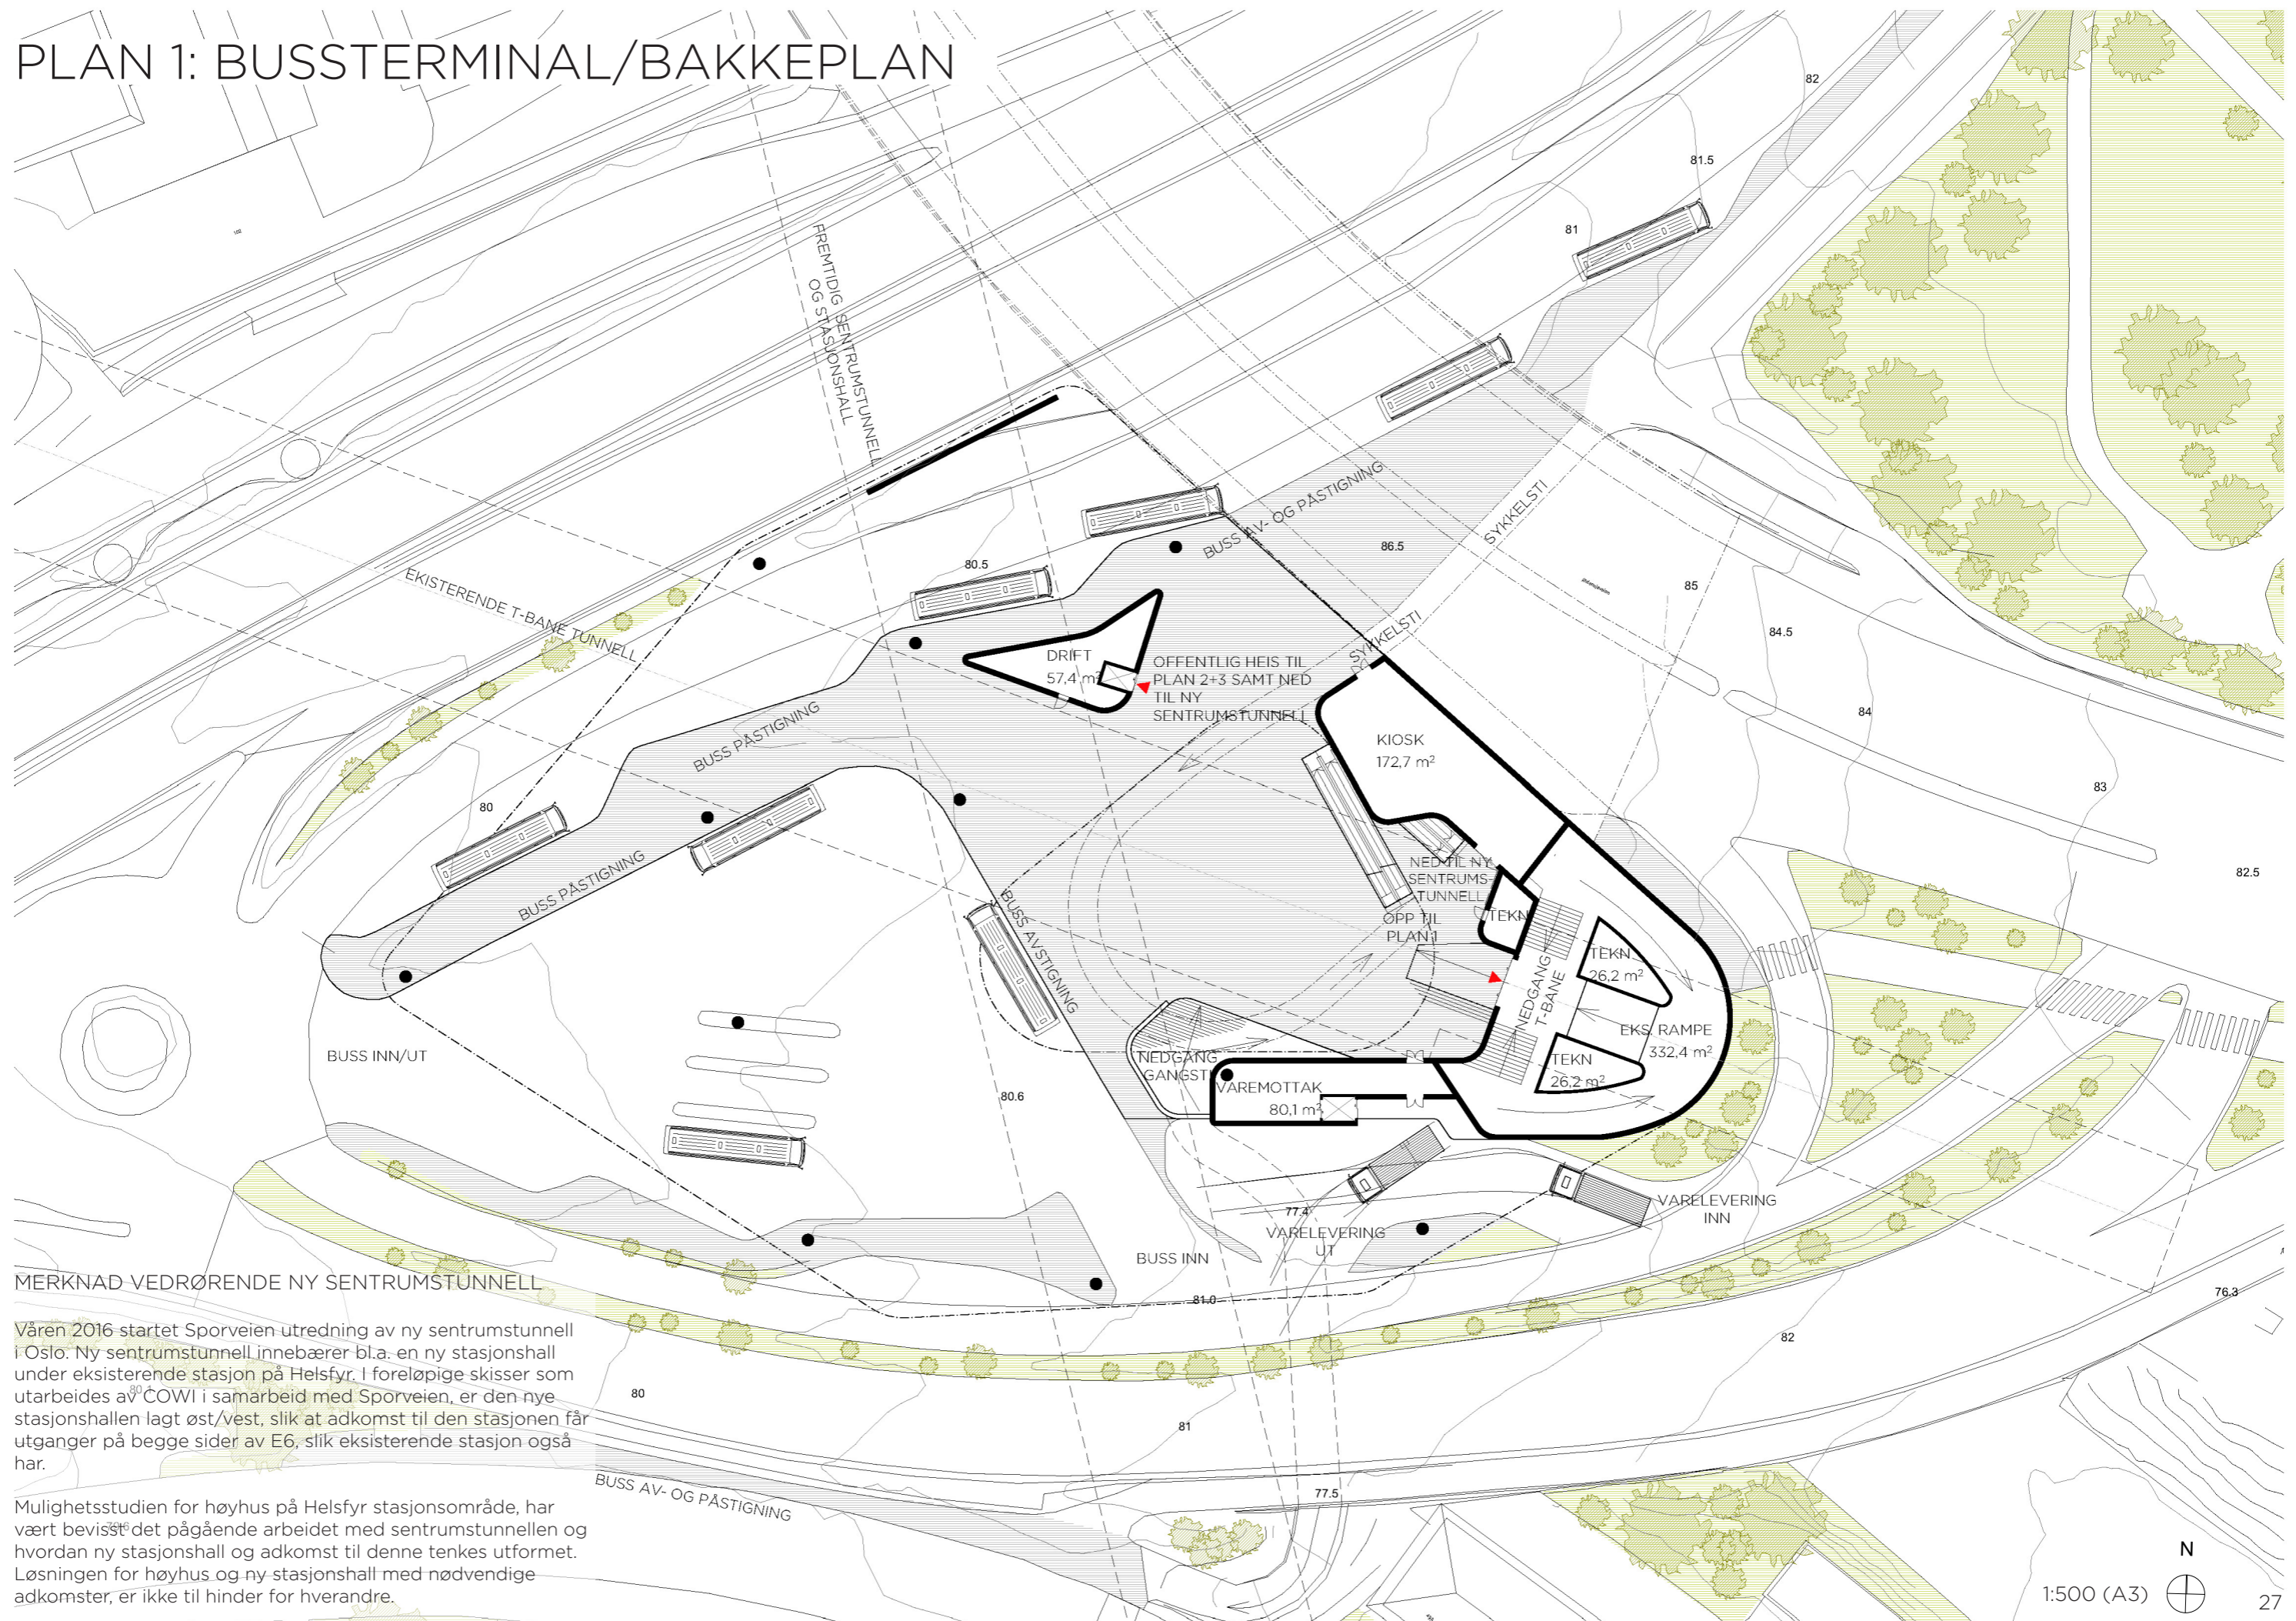 PLAN 1: BUSSTERMINAL/BAKKEPLAN
82
81.5
81
FREMTIDIG SENTRUMSTUNNELL
OG STASJONSHALL
BUSS AV- OG PÅSTIGNING
SYKKELSTI
86.5
80.5
85
EKISTERENDE T-BANE TUNNELL
84.5
SYKKELSTI
DRIFT
57,4 m²
OFFENTLIG HEIS TIL
PLAN 2+3 SAMT NED
TIL NY
SENTRUMSTUNNELL
84
BUSS PÅSTIGNING
KIOSK
172,7 m²
83
80
82.5
BUSS PÅSTIGNING
NED TIL NY
SENTRUMS-
TUNNELL
TEKN
OPP TIL
PLAN 1
BUSS AVSTIGNING
TEKN
26,2 m²
NEDGANG
T-BANE
EKS. RAMPE
332,4 m²
BUSS INN/UT
NEDGANG
GANGSTI
TEKN
26,2 m²
VAREMOTTAK
80,1 m²
80.6
VARELEVERING
INN
77.4
VARELEVERING
UT
BUSS INN
81.0
76.3
82
MERKNAD VEDRØRENDE NY SENTRUMSTUNNELL
Våren 2016 startet Sporveien utredning av ny sentrumstunnell
i Oslo. Ny sentrumstunnell innebærer bl.a. en ny stasjonshall
under eksisterende stasjon på Helsfyr. I foreløpige skisser som
utarbeides av COWI i samarbeid med Sporveien, er den nye
stasjonshallen lagt øst/vest, slik at adkomst til den stasjonen får
utganger på begge sider av E6, slik eksisterende stasjon også
har.
80.1
80
81
BUSS AV- OG PÅSTIGNING
77.5
Mulighetsstudien for høyhus på Helsfyr stasjonsområde, har
vært bevisst det pågående arbeidet med sentrumstunnellen og
hvordan ny stasjonshall og adkomst til denne tenkes utformet.
Løsningen for høyhus og ny stasjonshall med nødvendige
adkomster, er ikke til hinder for hverandre.
N
1:500 (A3)
27